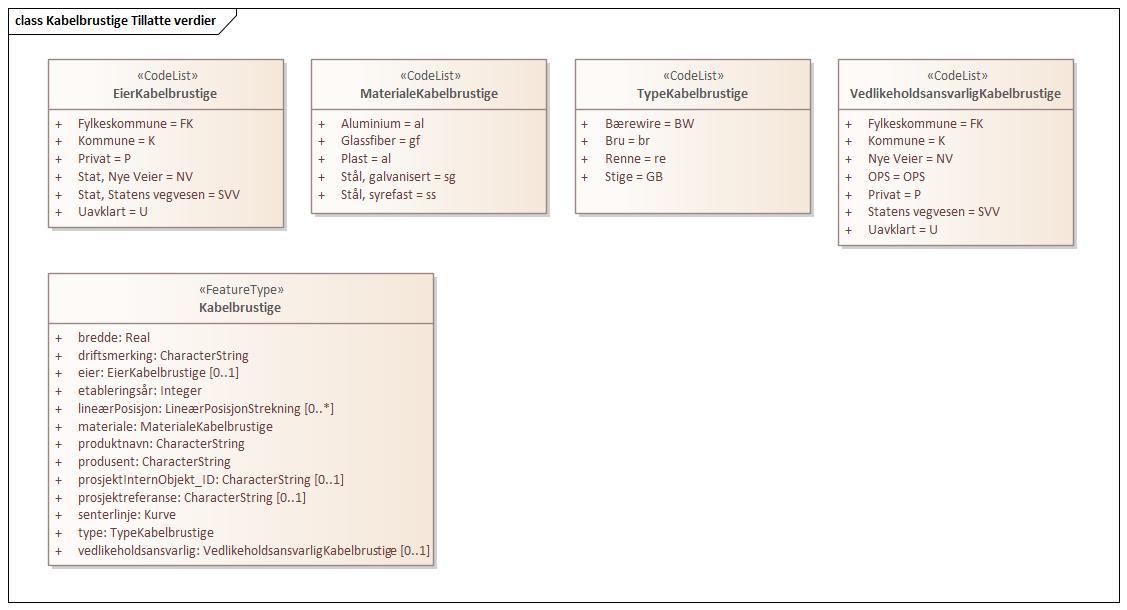 class Kabelbrustige Tillatte verdier
«CodeList»
EierKabelbrustige
+ Fylkeskommune = FK
+ Kommune = K
+ Privat = P
+ Stat, Nye Veier = NV
+ Stat, Statens vegvesen = SVV
+ Uavklart = U
«CodeList»
MaterialeKabelbrustige
+ Aluminium = al
+ Glassfiber = gf
+ Plast = al
+ Stål, galvanisert = sg
+ Stål, syrefast = ss
«CodeList»
TypeKabelbrustige
+ Bærewire = BW
+ Bru = br
+ Renne = re
+ Stige = GB
«CodeList»
VedlikeholdsansvarligKabelbrustige
+ Fylkeskommune = FK
+ Kommune = K
+ Nye Veier = NV
+ OPS = OPS
+ Privat = P
+ Statens vegvesen = SVV
+ Uavklart = U
«FeatureType»
Kabelbrustige
+ bredde: Real
+ driftsmerking: CharacterString
+ eier: EierKabelbrustige [0..1]
+ etableringsår: Integer
+ lineærPosisjon: LineærPosisjonStrekning [0..*]
+ materiale: MaterialeKabelbrustige
+ produktnavn: CharacterString
+ produsent: CharacterString
+ prosjektInternObjekt_ID: CharacterString [0..1]
+ prosjektreferanse: CharacterString [0..1]
+ senterlinje: Kurve
+ type: TypeKabelbrustige
+ vedlikeholdsansvarlig: VedlikeholdsansvarligKabelbrustige [0..1]